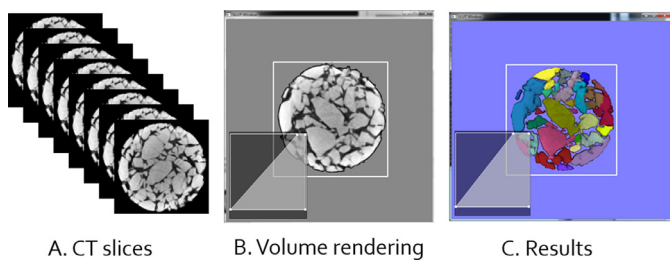 A. CT slices
B. Volume rendering
C. Results